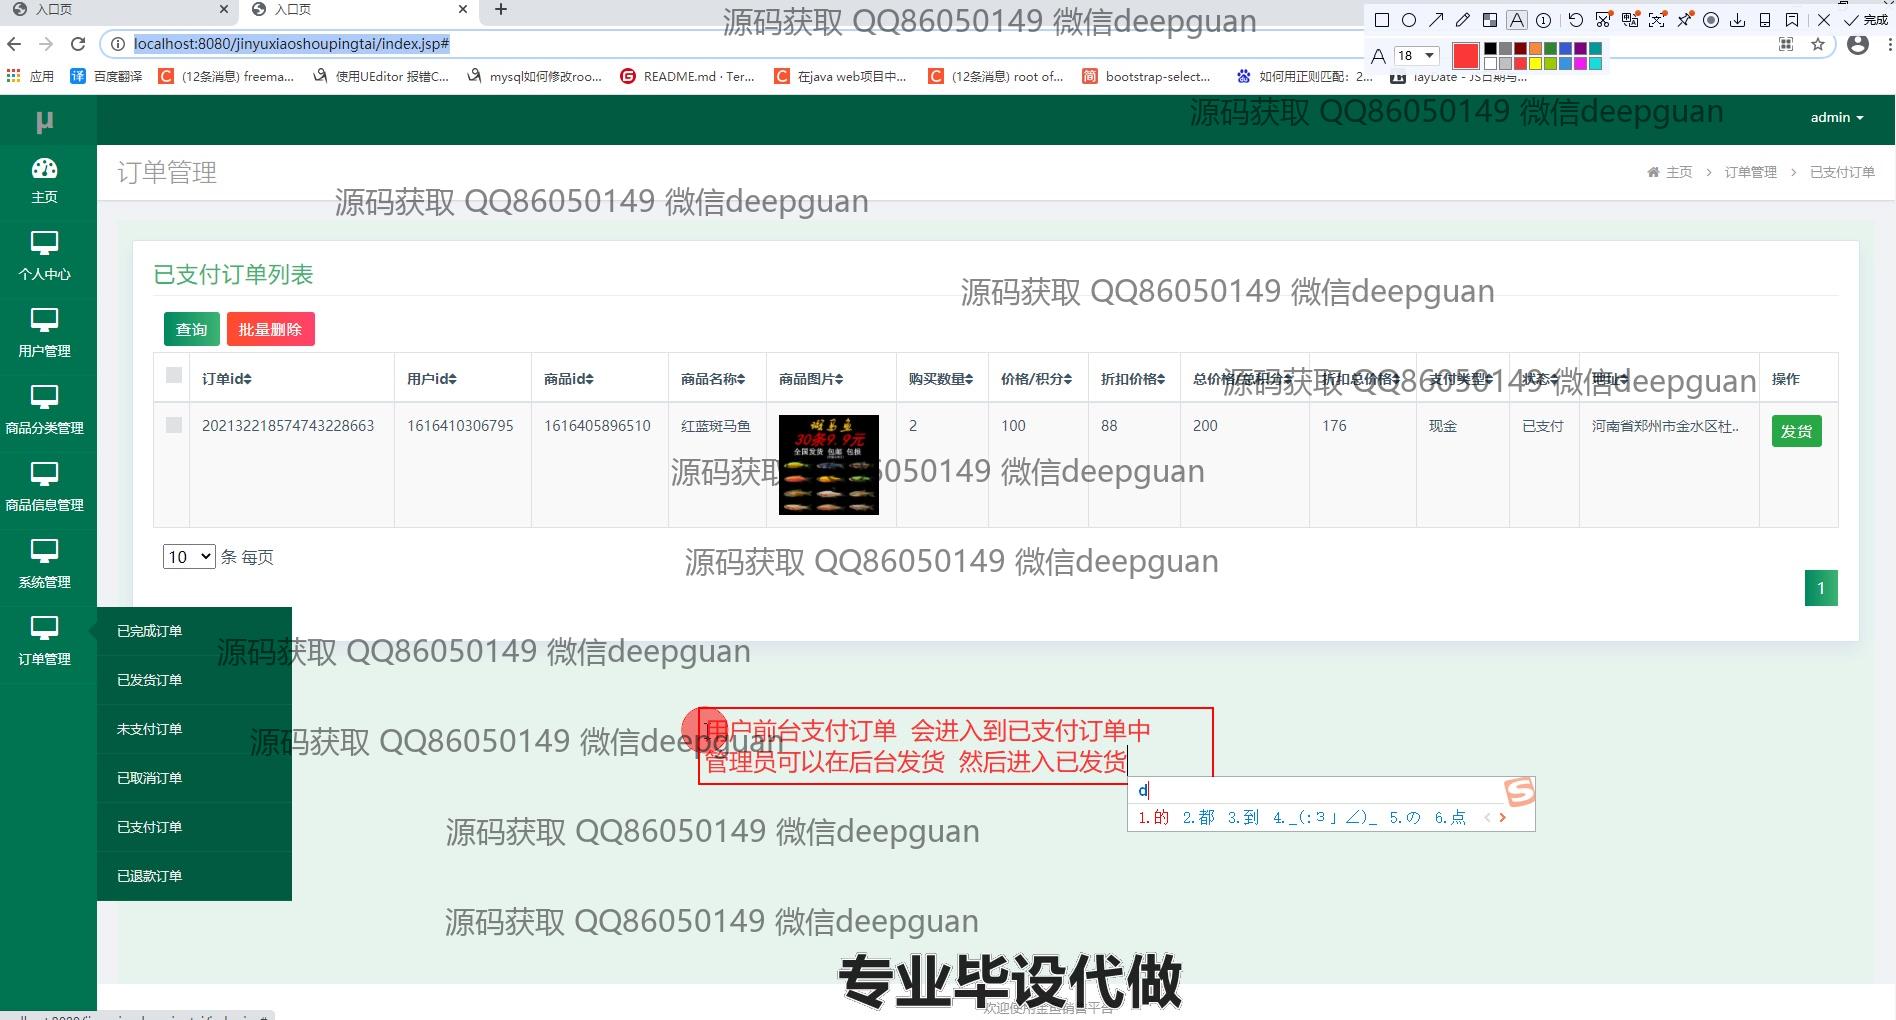 入口页
入口页
源码获取 QQ86050149 微信deepguan
完成
localhost:8080/jinyuxiaoshoupingtai/index.jsp#
A 18
应用
百度翻译
(12条消息) freema...
使用UEditor 报错C...
mysql如何修改roo...
README.md · Ter...
在java web项目中...
(12条消息) root of...
bootstrap-select...
如何用正则匹配: 2...
layDate - JS日期与...
μ
源码获取 QQ86050149 微信deepguan
admin
主页
订单管理
主页 > 订单管理 > 已支付订单
源码获取 QQ86050149 微信deepguan
个人中心
已支付订单列表
源码获取 QQ86050149 微信deepguan
查询 批量删除
用户管理
订单id 用户id 商品id 商品名称 商品图片 购买数量 价格/积分 折扣价格 总价格/总积分 折扣总价格 支付类型 状态 地址 操作
源码获取 QQ86050149 微信deepguan
商品分类管理
202132218574743228663 1616410306795 1616405896510 红蓝斑马鱼 2 100 88 200 176 现金 已支付 河南省郑州市金水区杜.. 发货
斑马鱼
30条9.9元
全国发货 包邮 包损
源码获取 QQ86050149 微信deepguan
商品信息管理
10 条 每页
源码获取 QQ86050149 微信deepguan
系统管理
1
订单管理
已完成订单
源码获取 QQ86050149 微信deepguan
已发货订单
未支付订单
源码获取 QQ86050149 微信deepguan
用户前台支付订单 会进入到已支付订单中
管理员可以在后台发货 然后进入已发货
已取消订单
d
1.的 2.都 3.到 4._(:3」∠)_ 5.の 6.点
已支付订单
源码获取 QQ86050149 微信deepguan
已退款订单
源码获取 QQ86050149 微信deepguan
专业毕设代做
欢迎使用金鱼销售平台